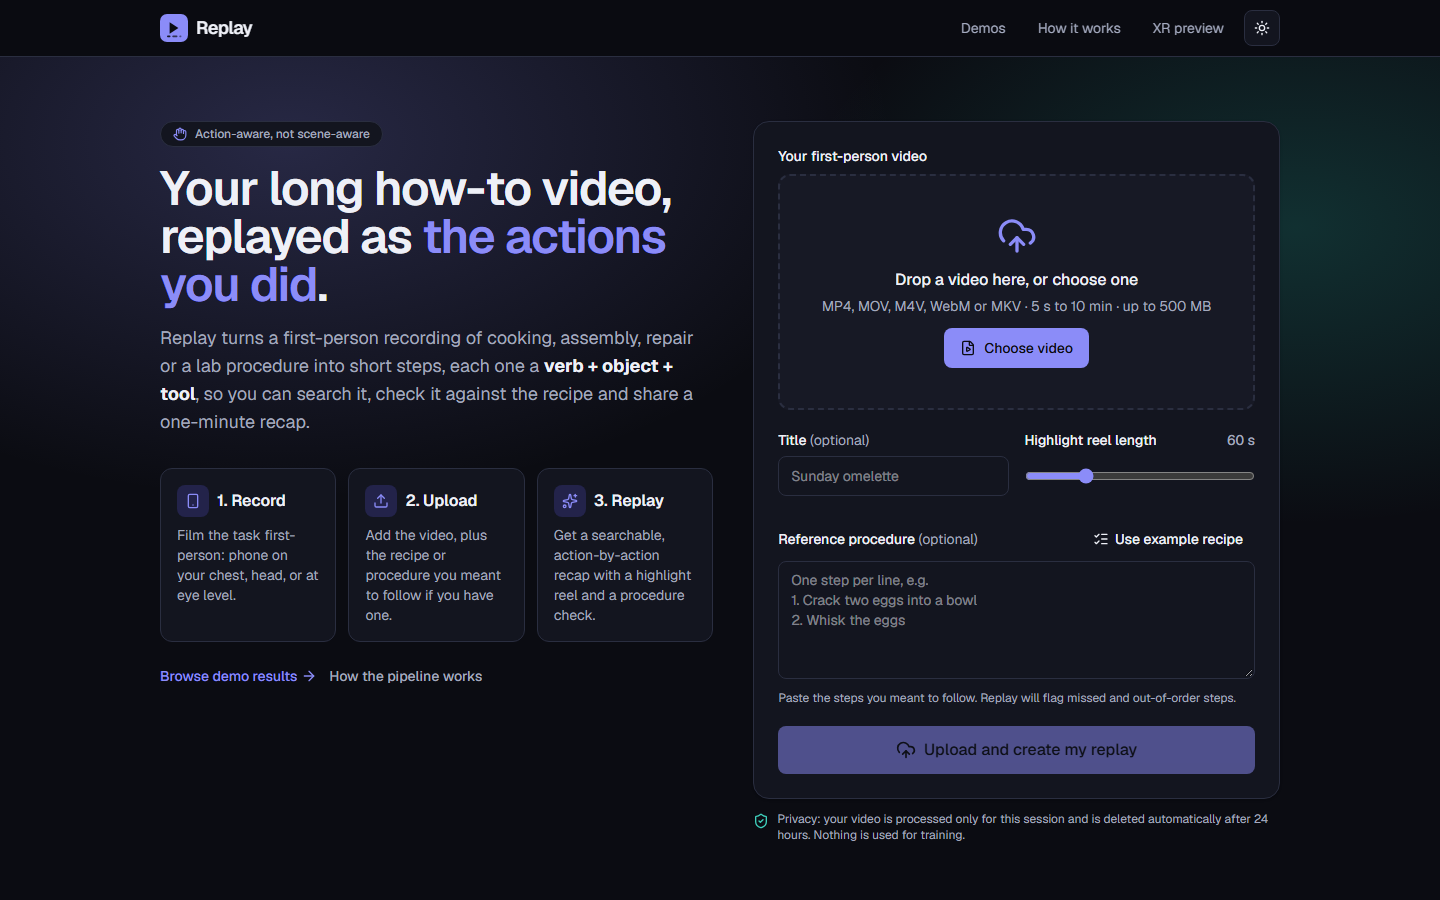 Replay
Demos
How it works
XR preview
Action-aware, not scene-aware
Your long how-to video,
replayed as the actions
you did.
Replay turns a first-person recording of cooking, assembly, repair
or a lab procedure into short steps, each one a verb + object +
tool, so you can search it, check it against the recipe and share a
one-minute recap.
1. Record
Film the task first-
person: phone on
your chest, head, or at
eye level.
2. Upload
Add the video, plus
the recipe or
procedure you meant
to follow if you have
one.
3. Replay
Get a searchable,
action-by-action
recap with a highlight
reel and a procedure
check.
Browse demo results
How the pipeline works
Your first-person video
Drop a video here, or choose one
MP4, MOV, M4V, WebM or MKV · 5 s to 10 min · up to 500 MB
Choose video
Title (optional)
Sunday omelette
Highlight reel length
60 s
Reference procedure (optional)
Use example recipe
One step per line, e.g.
1. Crack two eggs into a bowl
2. Whisk the eggs
Paste the steps you meant to follow. Replay will flag missed and out-of-order steps.
Upload and create my replay
Privacy: your video is processed only for this session and is deleted automatically after 24
hours. Nothing is used for training.